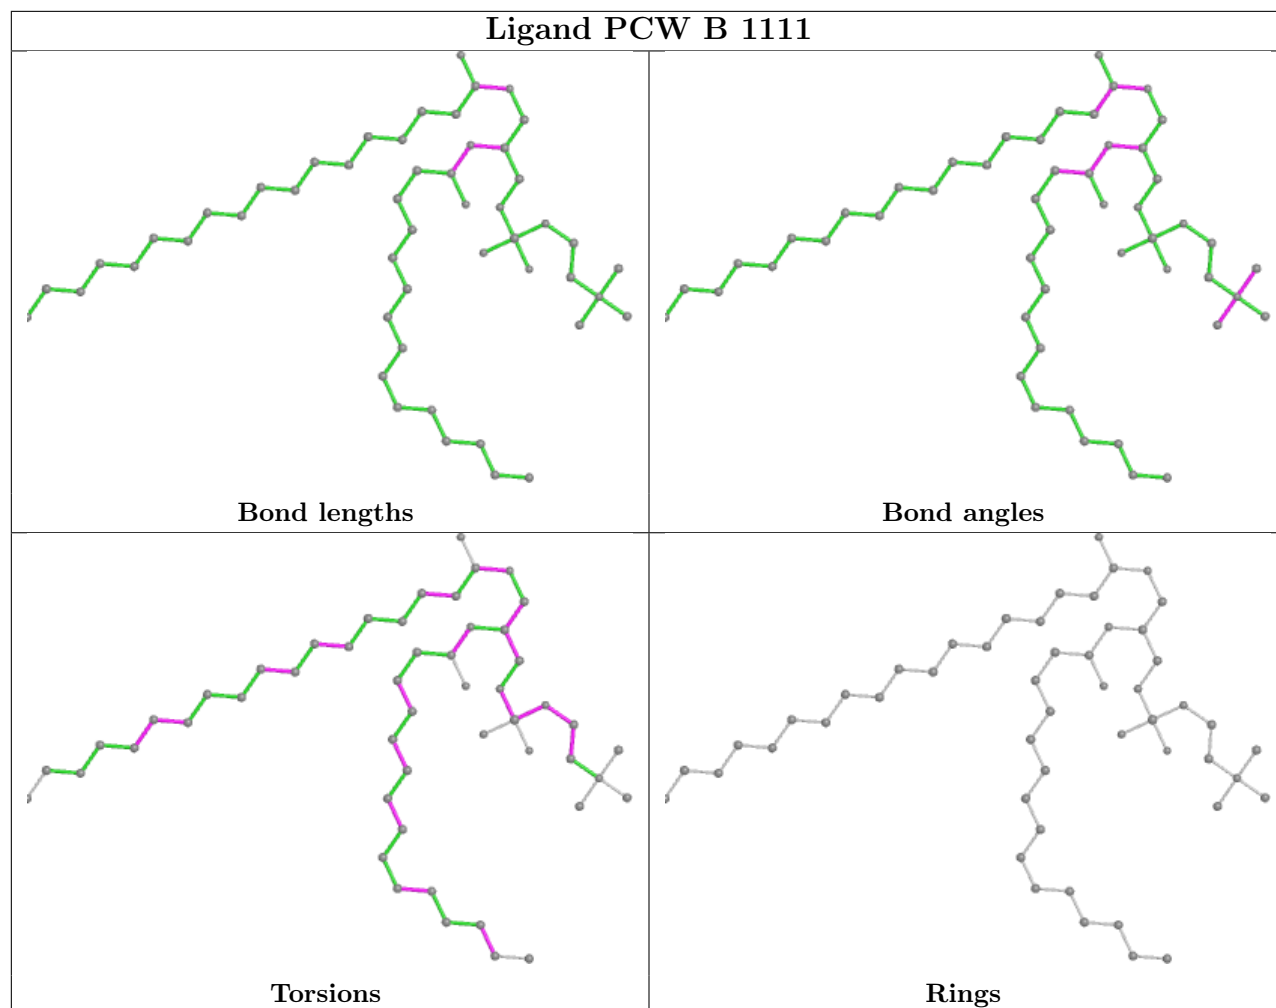 Ligand PCW B 1111
Bond lengths
Bond angles
Torsions
Rings